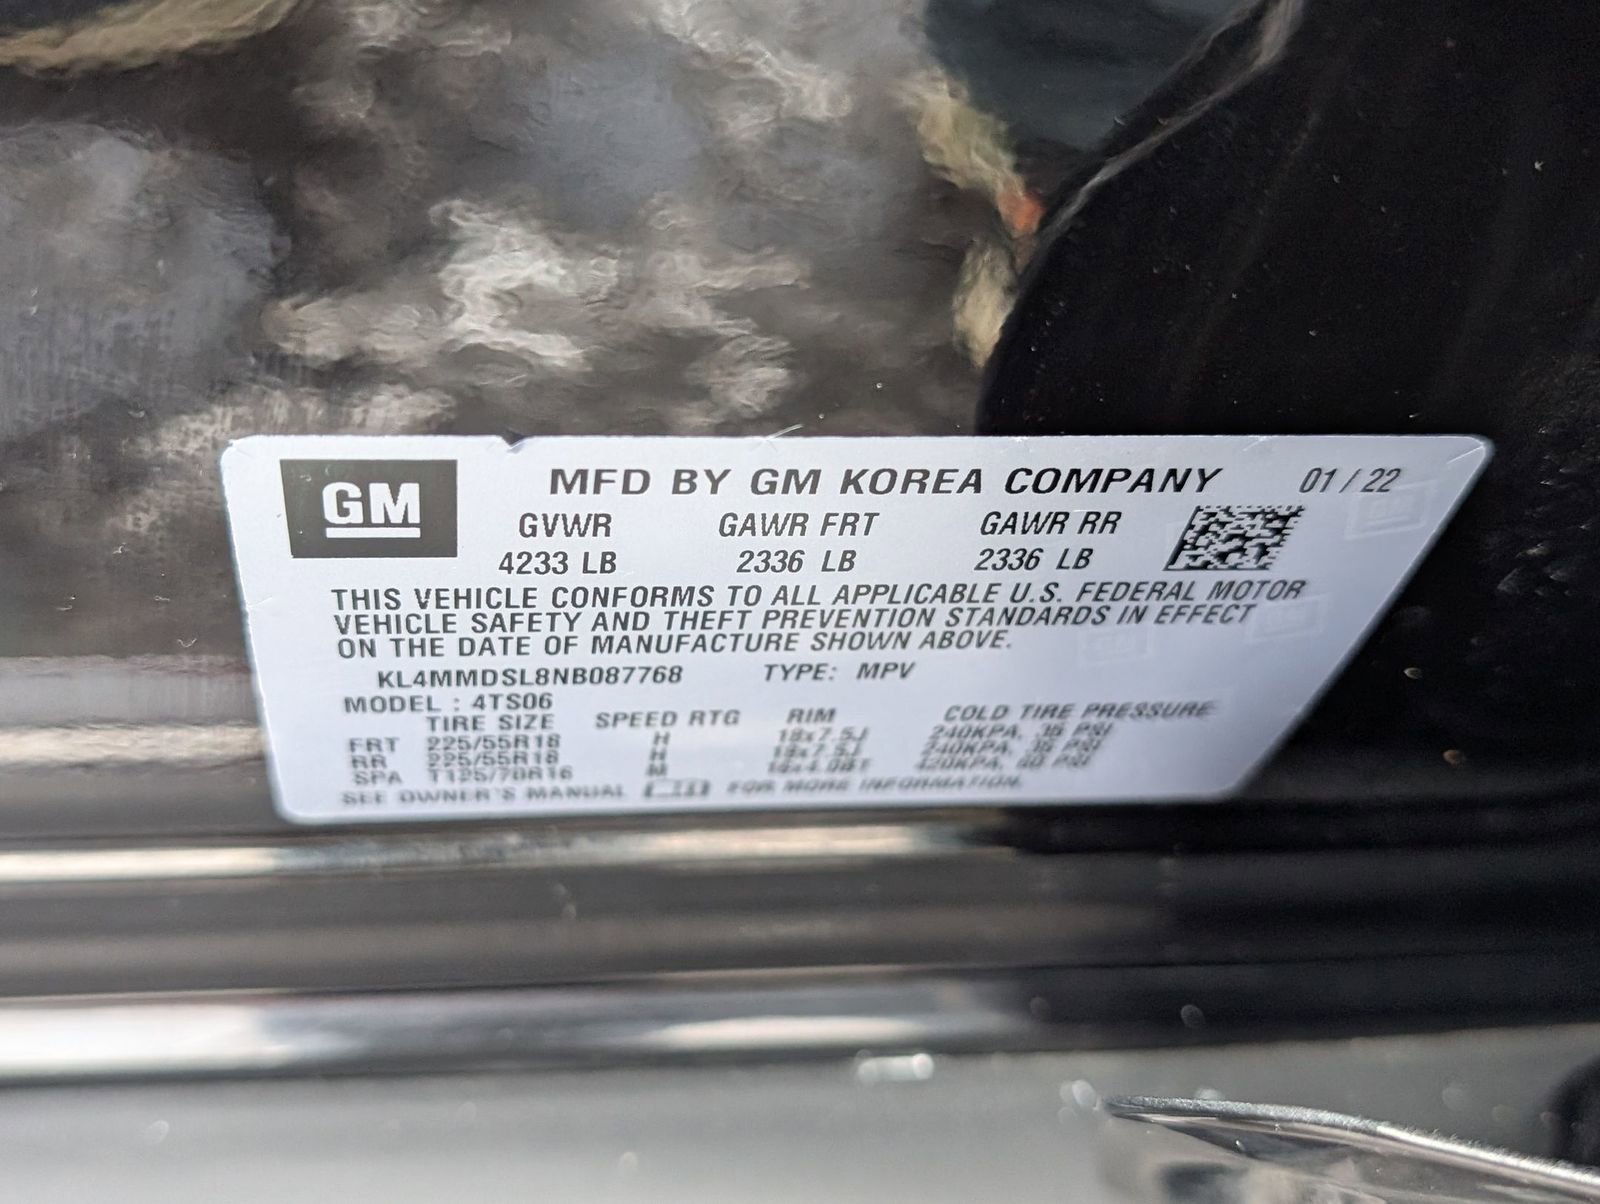 GM
MFD BY GM KOREA COMPANY 01/22
GVWR GAWR FRT GAWR RR
4233 LB 2336 LB 2336 LB
THIS VEHICLE CONFORMS TO ALL APPLICABLE U.S. FEDERAL MOTOR
VEHICLE SAFETY AND THEFT PREVENTION STANDARDS IN EFFECT
ON THE DATE OF MANUFACTURE SHOWN ABOVE.
KL4MMDSL8NB087768 TYPE: MPV
MODEL : 4TS06
TIRE SIZE SPEED RTG RIM COLD TIRE PRESSURE
FRT 225/55R18 H 18x7.5J 240KPA, 35 PSI
RR 225/55R18 H 18x7.5J 240KPA, 35 PSI
SPA T125/70R16 M 420KPA, 60 PSI
SEE OWNER'S MANUAL FOR MORE INFORMATION.